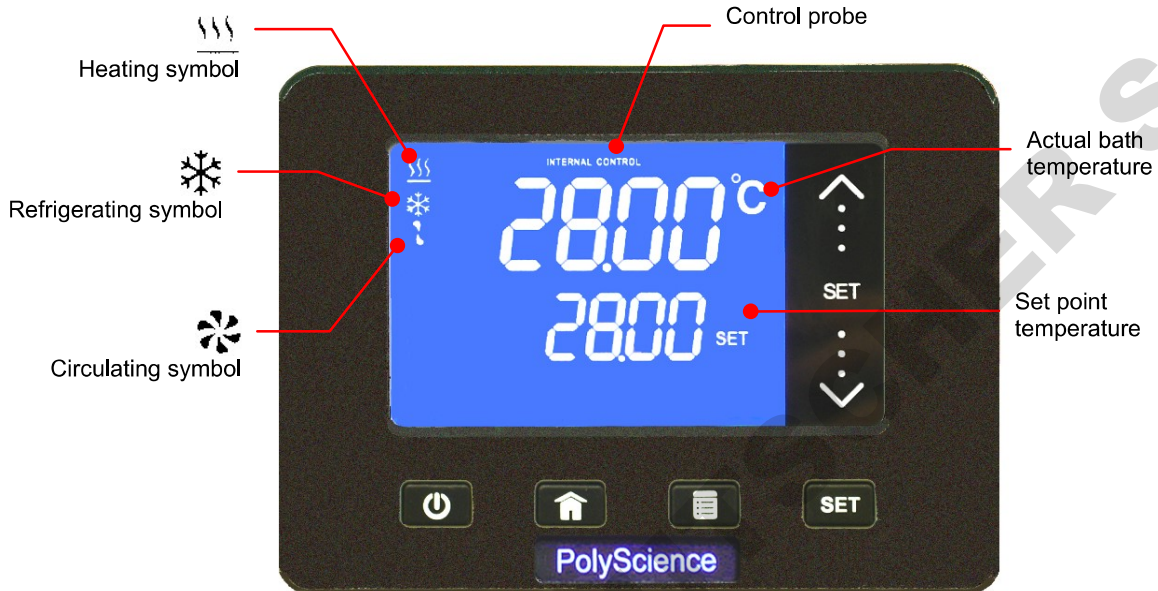 Control probe
Heating symbol
Actual bath
temperature
INTERNAL CONTROL
28.00 °C
Refrigerating symbol
SET
28.00 SET
Set point
temperature
Circulating symbol
SET
PolyScience